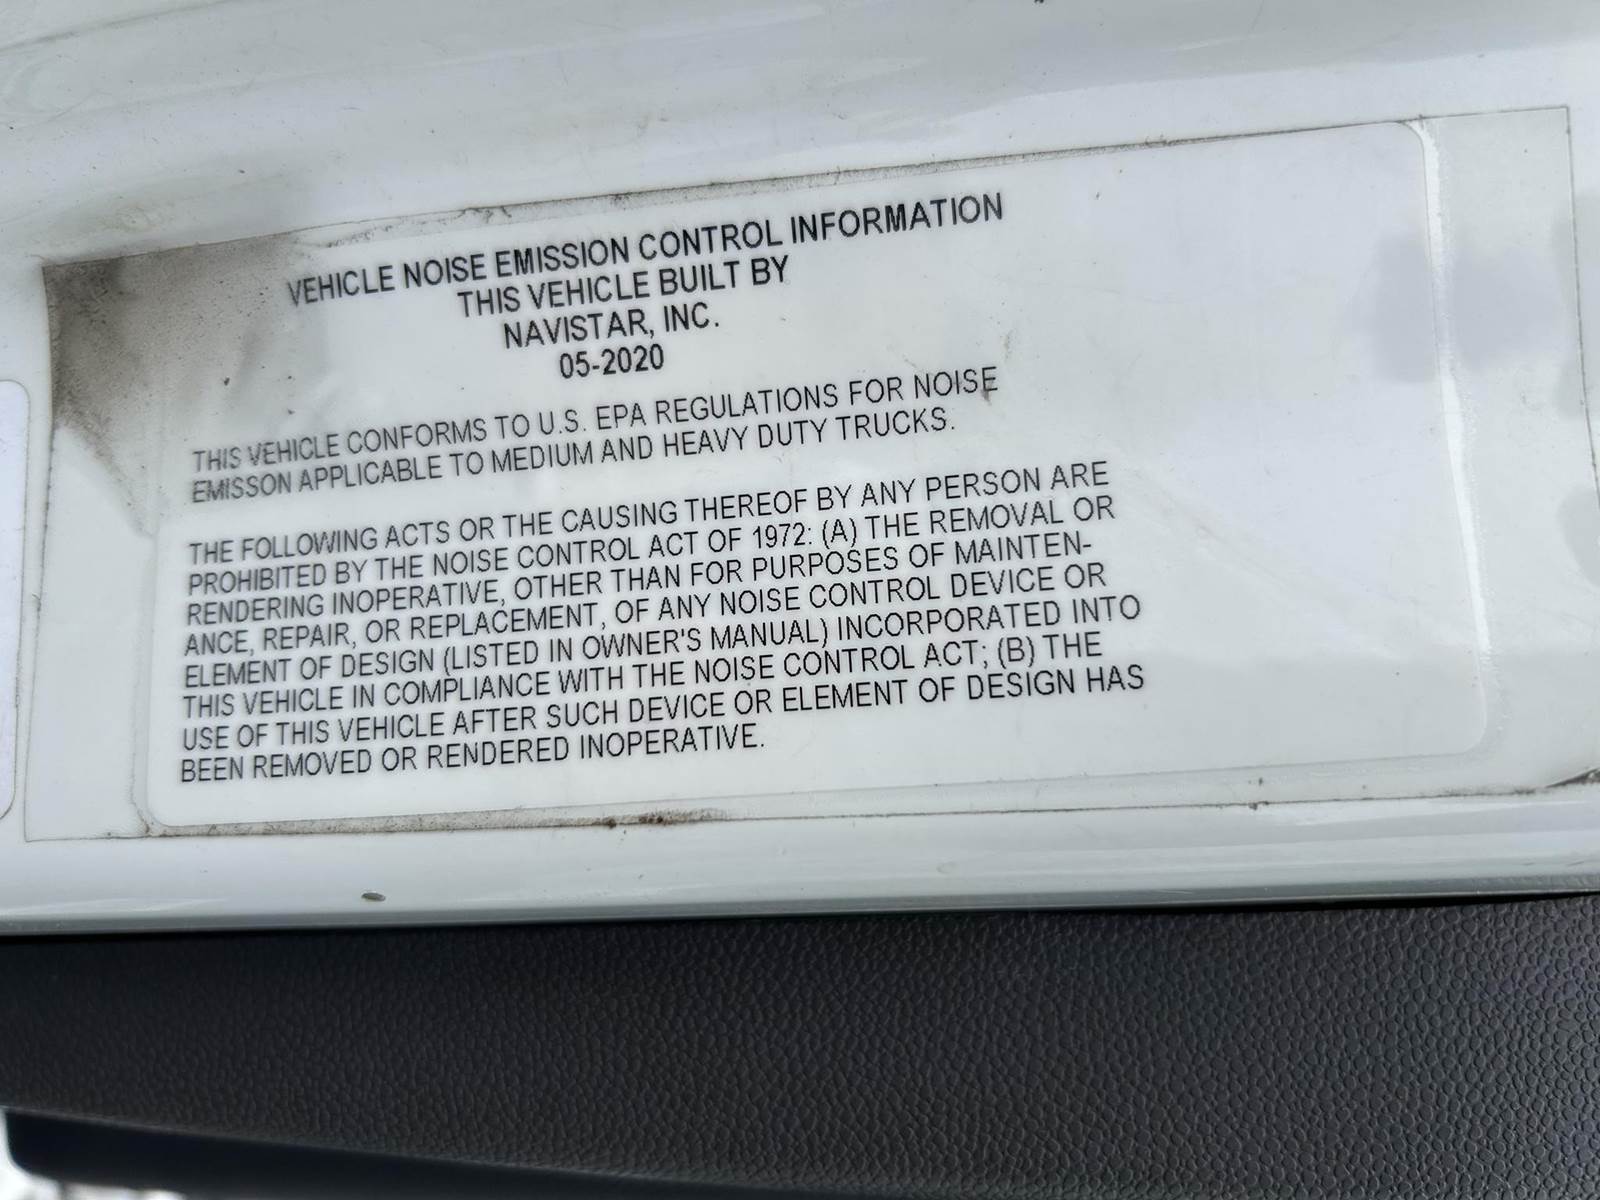 VEHICLE NOISE EMISSION CONTROL INFORMATION
THIS VEHICLE BUILT BY
NAVISTAR, INC.
05-2020
THIS VEHICLE CONFORMS TO U.S. EPA REGULATIONS FOR NOISE
EMISSON APPLICABLE TO MEDIUM AND HEAVY DUTY TRUCKS.
THE FOLLOWING ACTS OR THE CAUSING THEREOF BY ANY PERSON ARE
PROHIBITED BY THE NOISE CONTROL ACT OF 1972: (A) THE REMOVAL OR
RENDERING INOPERATIVE, OTHER THAN FOR PURPOSES OF MAINTEN-
ANCE, REPAIR, OR REPLACEMENT, OF ANY NOISE CONTROL DEVICE OR
ELEMENT OF DESIGN (LISTED IN OWNER'S MANUAL) INCORPORATED INTO
THIS VEHICLE IN COMPLIANCE WITH THE NOISE CONTROL ACT; (B) THE
USE OF THIS VEHICLE AFTER SUCH DEVICE OR ELEMENT OF DESIGN HAS
BEEN REMOVED OR RENDERED INOPERATIVE.